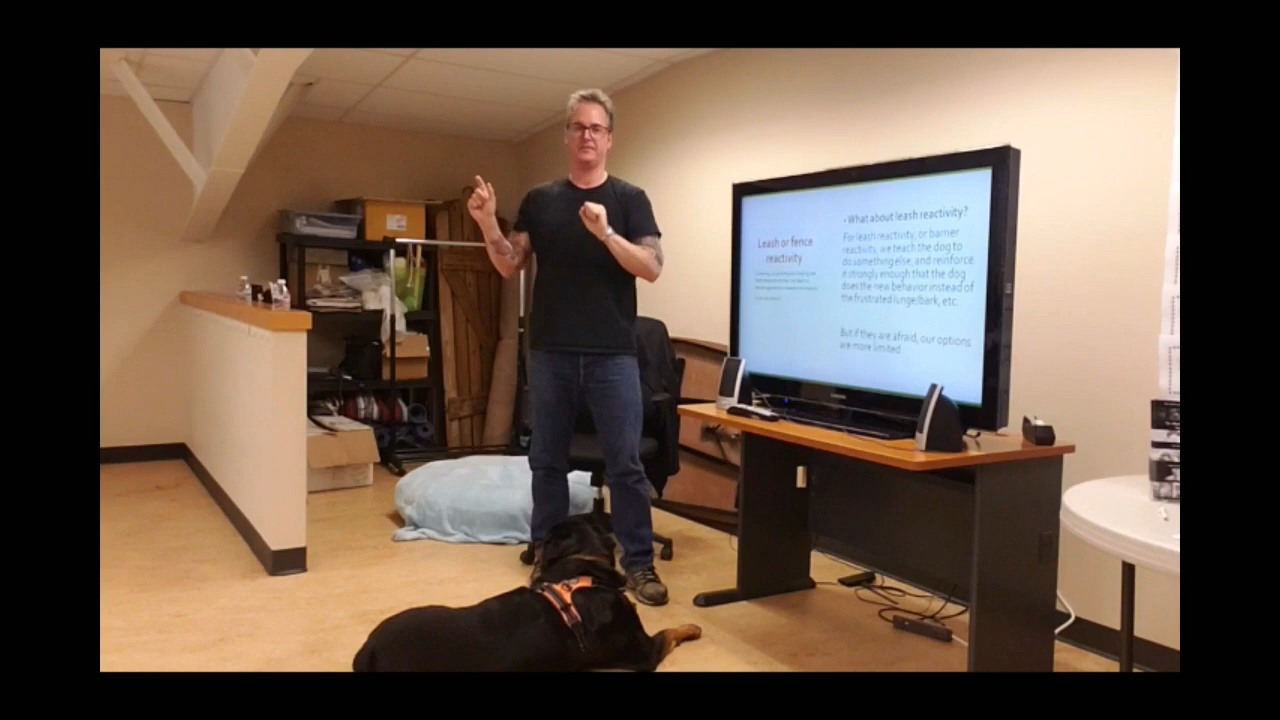 Leash or fence
reactivity
• What about leash reactivity?
For leash reactivity, or barrier
reactivity, we teach the dog to
do something else, and reinforce
it strongly enough that the dog
does the new behavior instead of
the frustrated lunge/bark, etc.
But if they are afraid, our options
are more limited